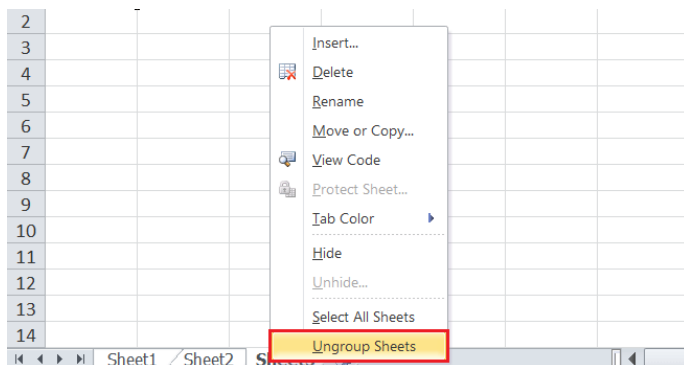 2
3
4
5
6
7
8
9
10
11
12
13
14
Insert...
Delete
Rename
Move or Copy...
View Code
Protect Sheet...
Tab Color
Hide
Unhide...
Select All Sheets
Ungroup Sheets
Sheet1 Sheet2